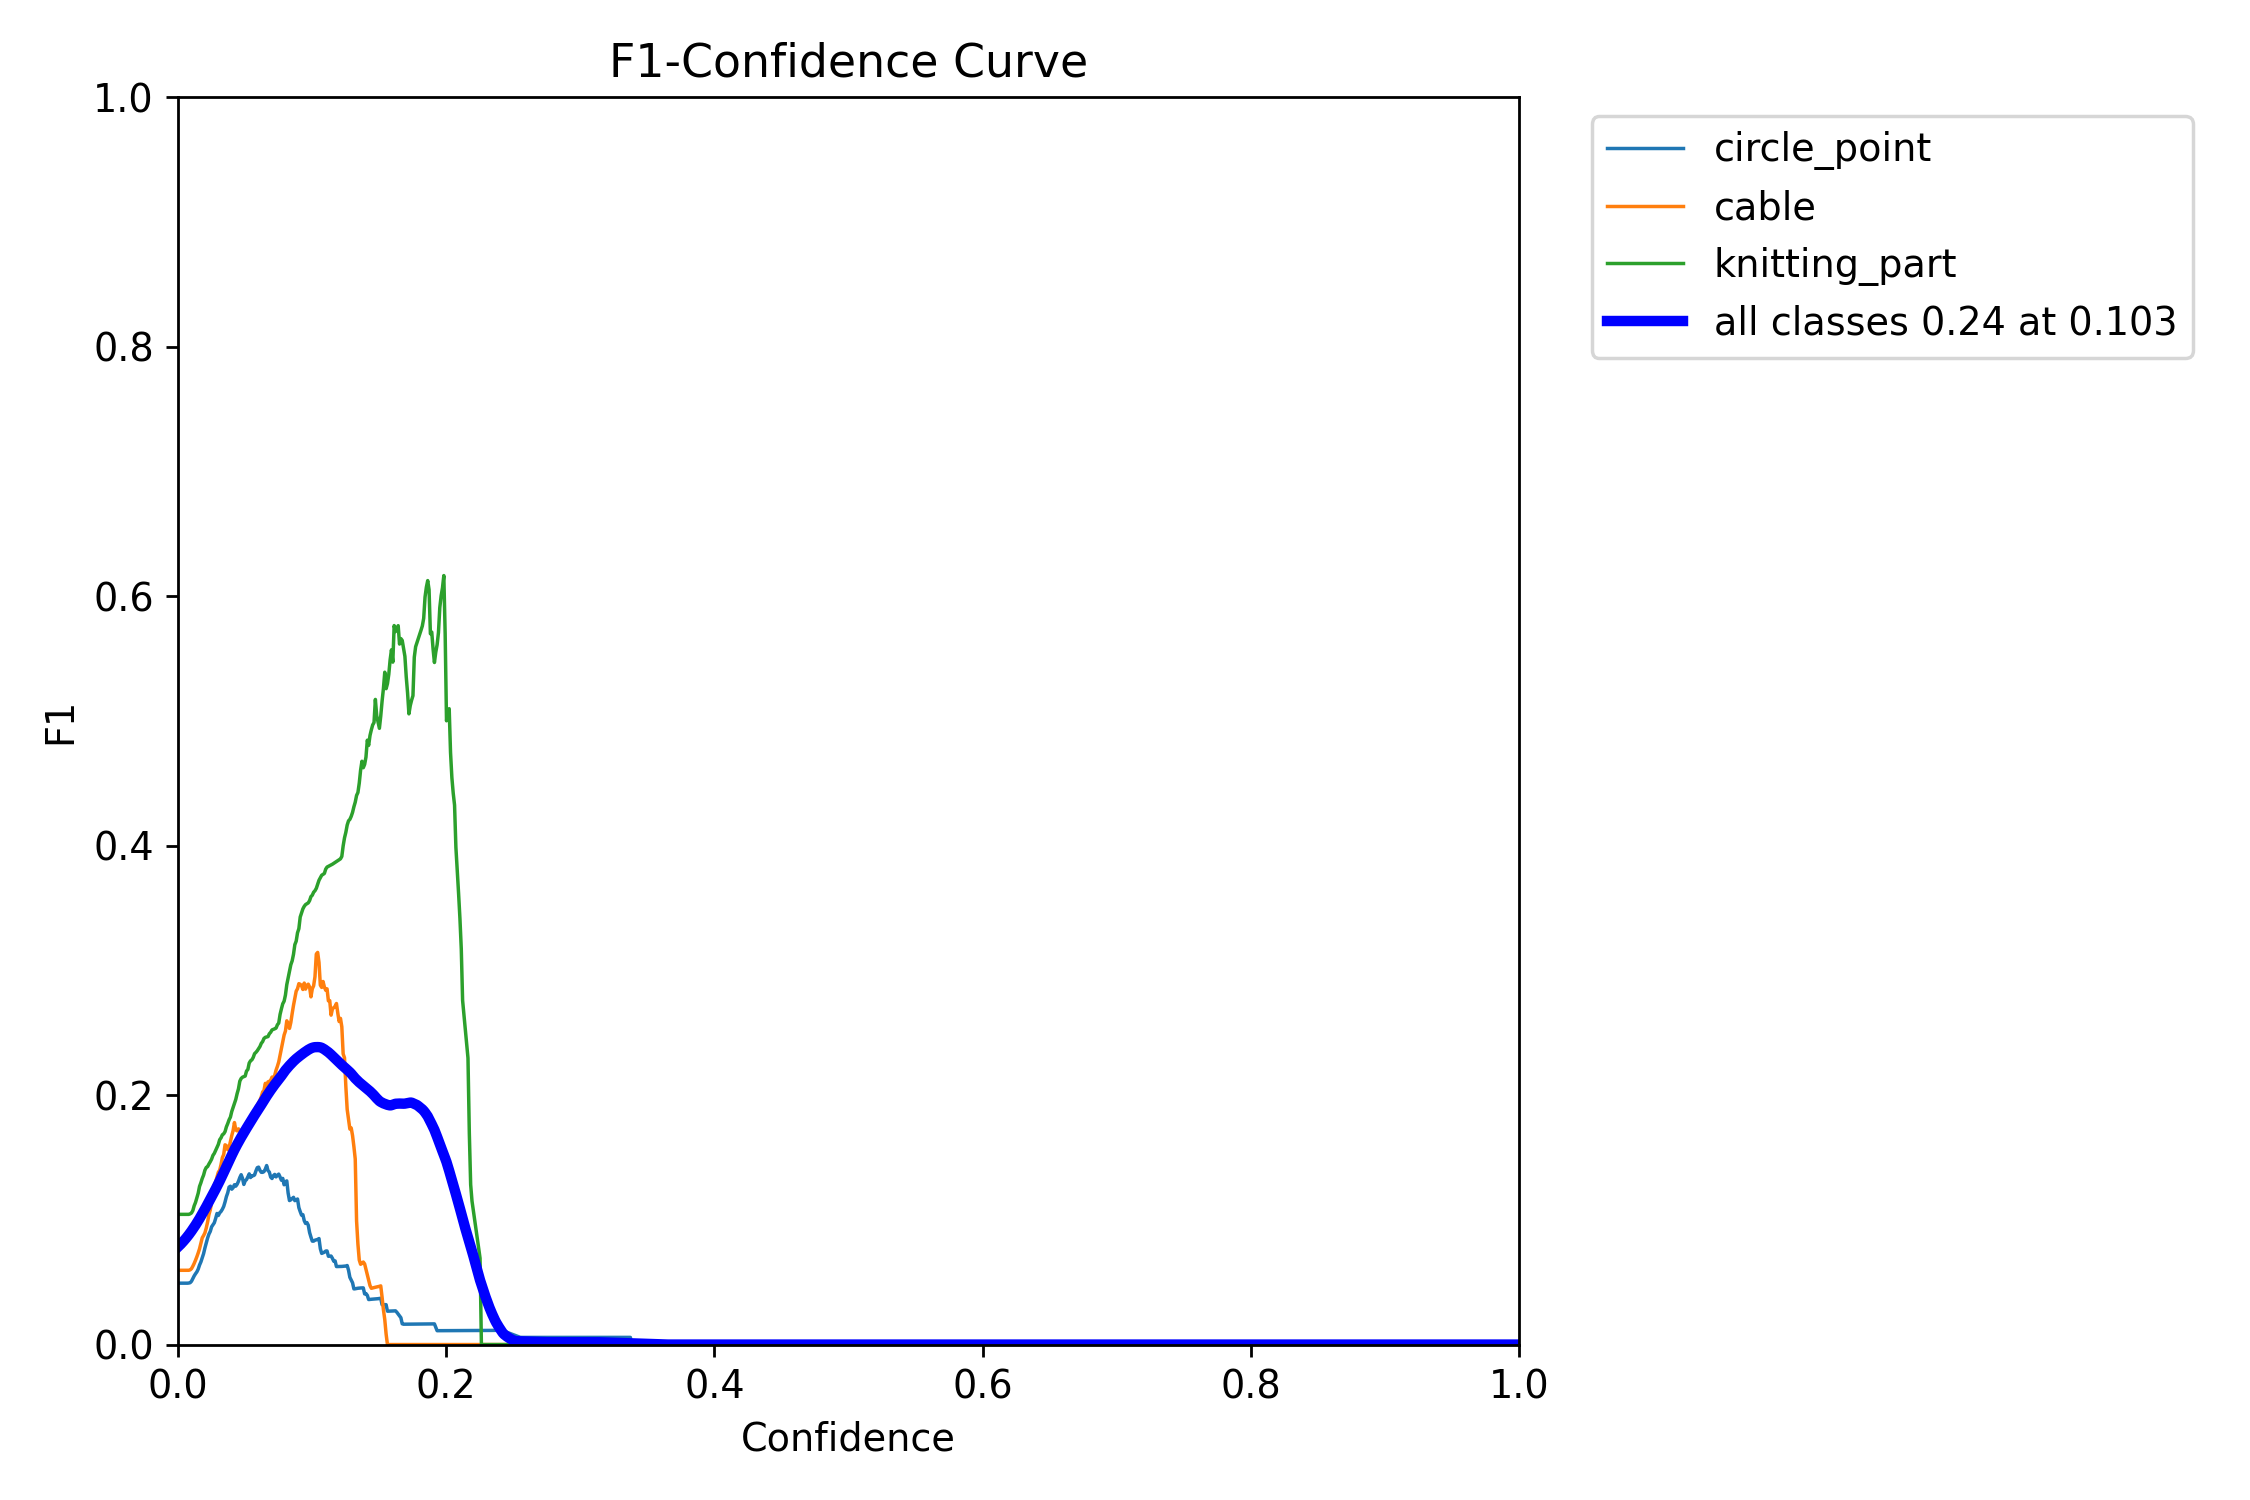 F1-Confidence Curve
1.0
0.8
0.6
0.4
0.2
0.0
F1
0.0 0.2 0.4 0.6 0.8 1.0
Confidence
circle_point
cable
knitting_part
all classes 0.24 at 0.103